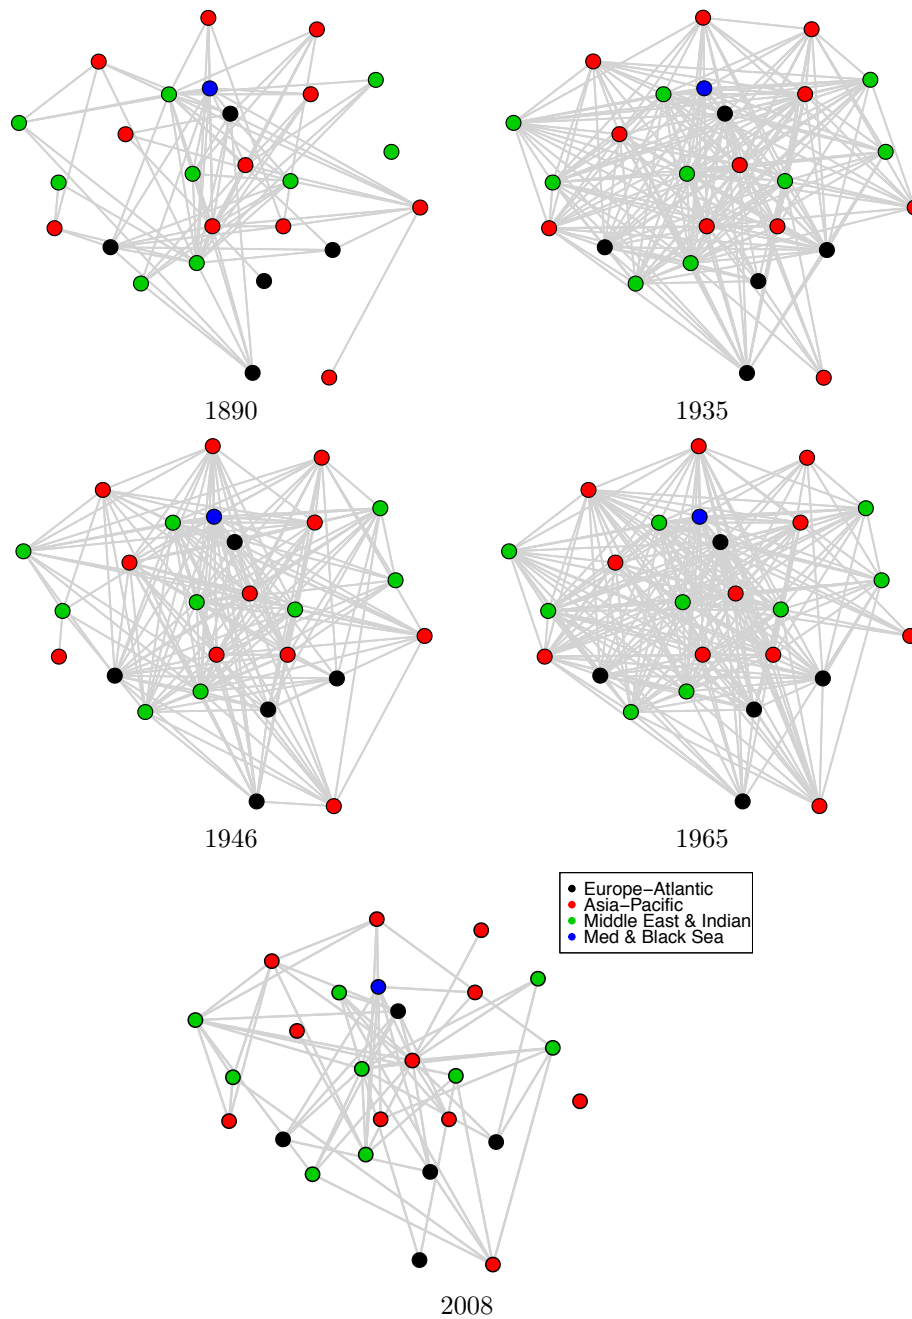 1890
1935
1946
1965
Europe−Atlantic
Asia−Pacific
Middle East & Indian
Med & Black Sea
2008